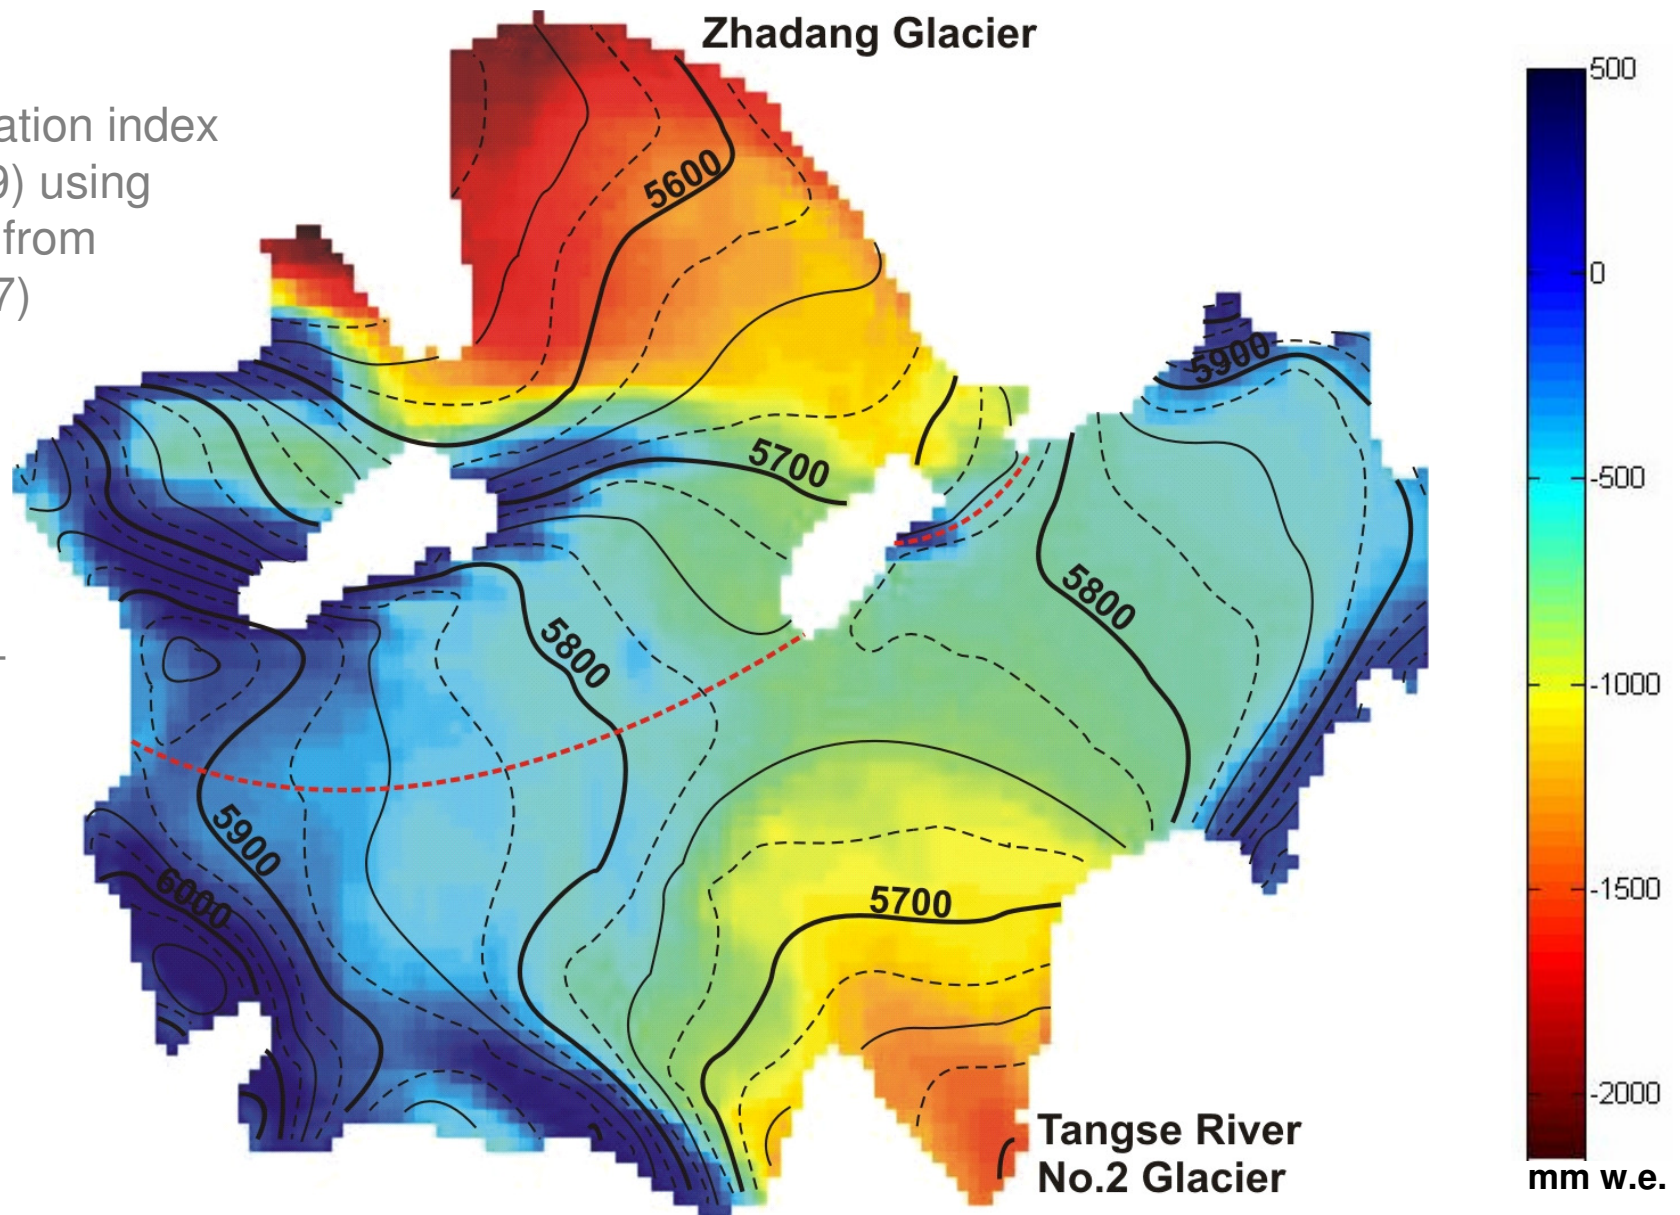 Zhadang Glacier
ation index
9) using
from
7)
5600
5900
5700
5800
5800
5900
6000
5700
Tangse River
No.2 Glacier
500
0
-500
-1000
-1500
-2000
mm w.e.